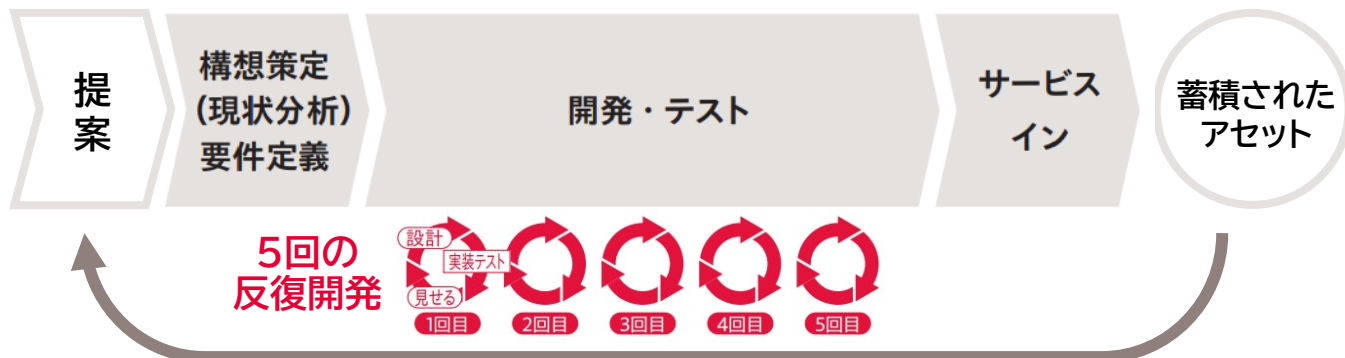 提
案
構想策定
(現状分析)
要件定義
開発・テスト
サービス
イン
蓄積された
アセット
5回の
反復開発
設計
実装テスト
見せる
1回目
2回目
3回目
4回目
5回目